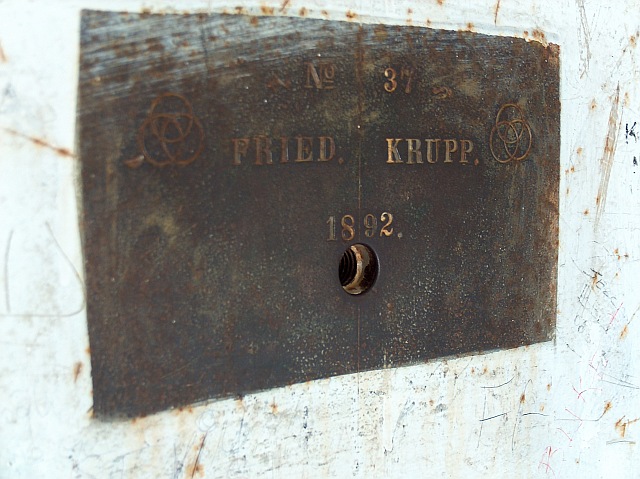 Nº 37
FRIED. KRUPP.
1892.